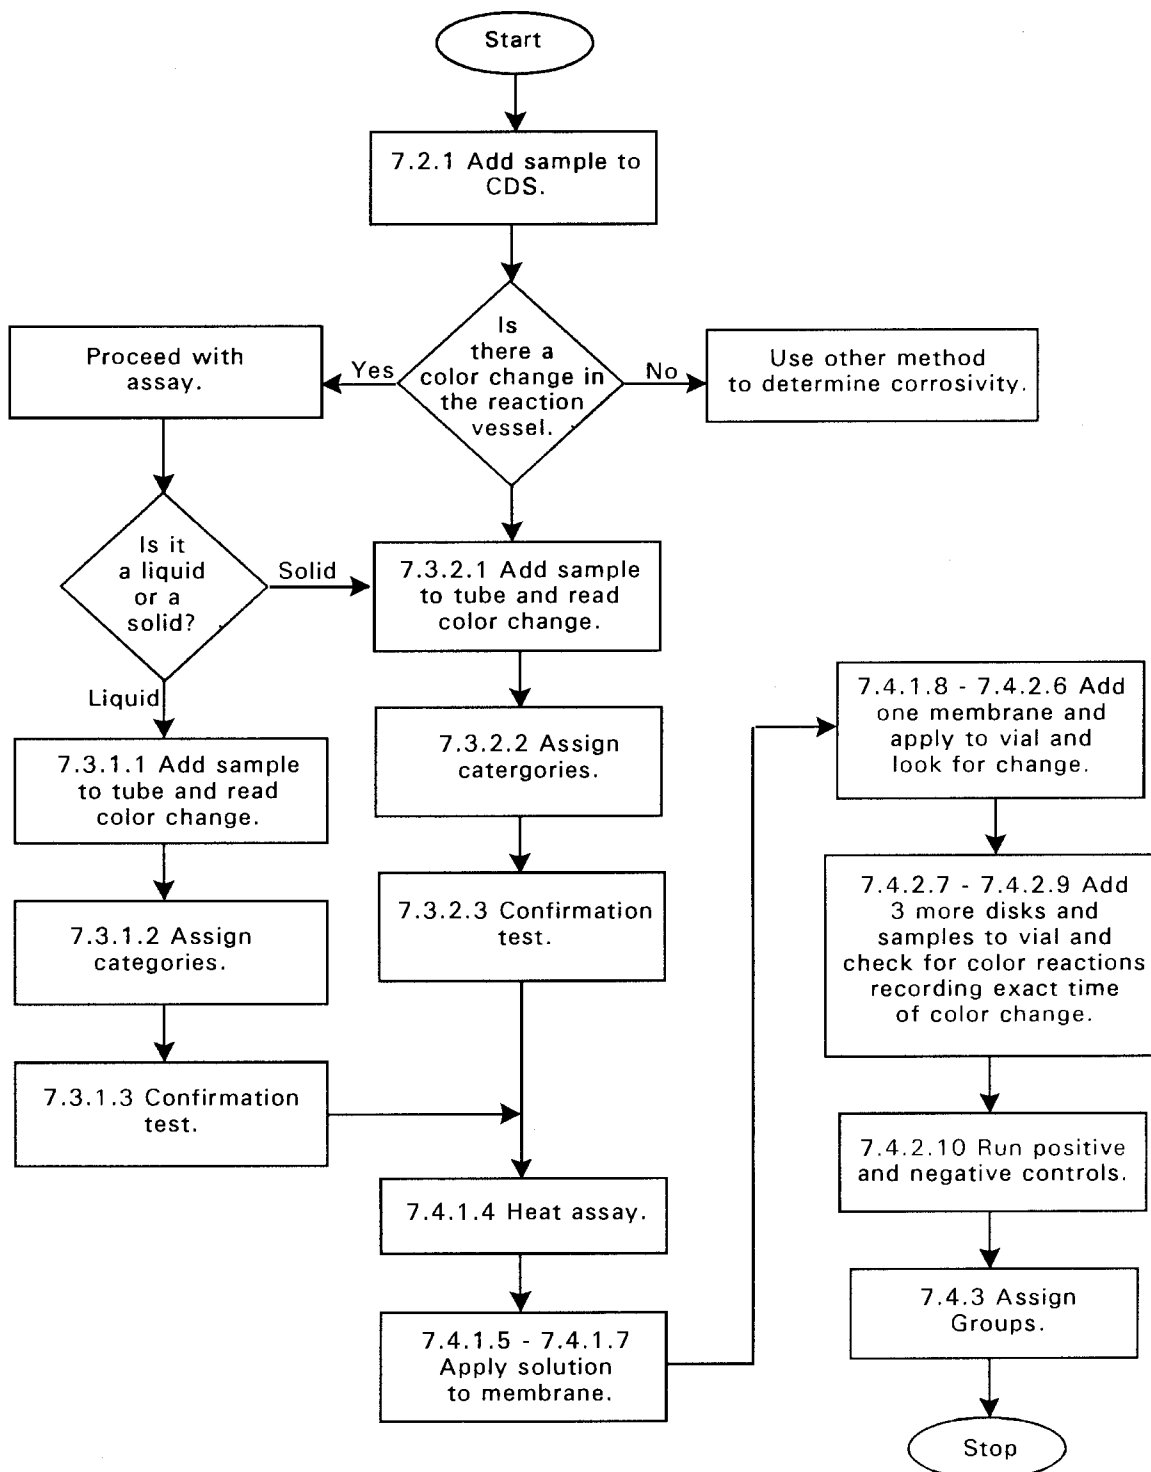 Start
7.2.1 Add sample to
CDS.
Is
there a
color change in
the reaction
vessel.
Yes
No
Proceed with
assay.
Use other method
to determine corrosivity.
Is it
a liquid
or a
solid?
Solid
Liquid
7.3.2.1 Add sample
to tube and read
color change.
7.3.1.1 Add sample
to tube and read
color change.
7.3.2.2 Assign
catergories.
7.3.1.2 Assign
categories.
7.3.2.3 Confirmation
test.
7.3.1.3 Confirmation
test.
7.4.1.4 Heat assay.
7.4.1.5 - 7.4.1.7
Apply solution
to membrane.
7.4.1.8 - 7.4.2.6 Add
one membrane and
apply to vial and
look for change.
7.4.2.7 - 7.4.2.9 Add
3 more disks and
samples to vial and
check for color reactions
recording exact time
of color change.
7.4.2.10 Run positive
and negative controls.
7.4.3 Assign
Groups.
Stop